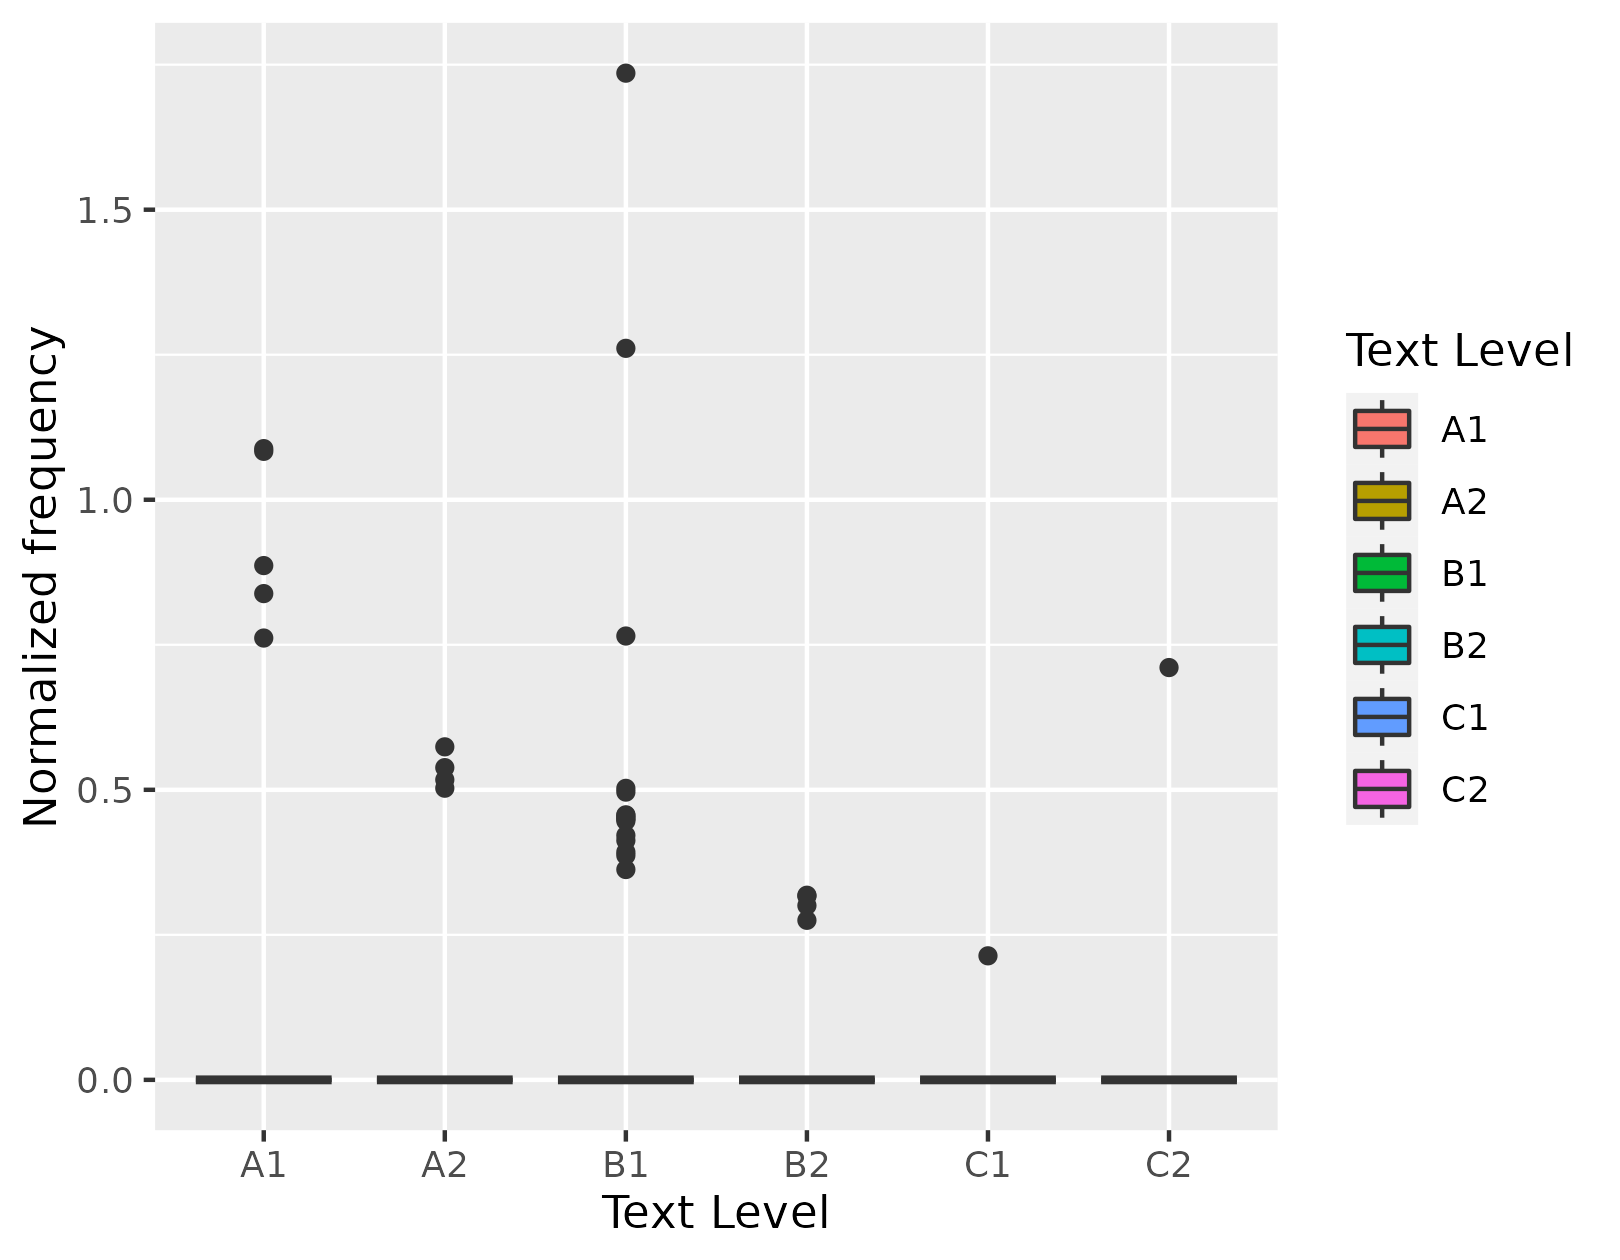 Normalized frequency
1.5
1.0
0.5
0.0
A1 A2 B1 B2 C1 C2
Text Level
Text Level
A1
A2
B1
B2
C1
C2